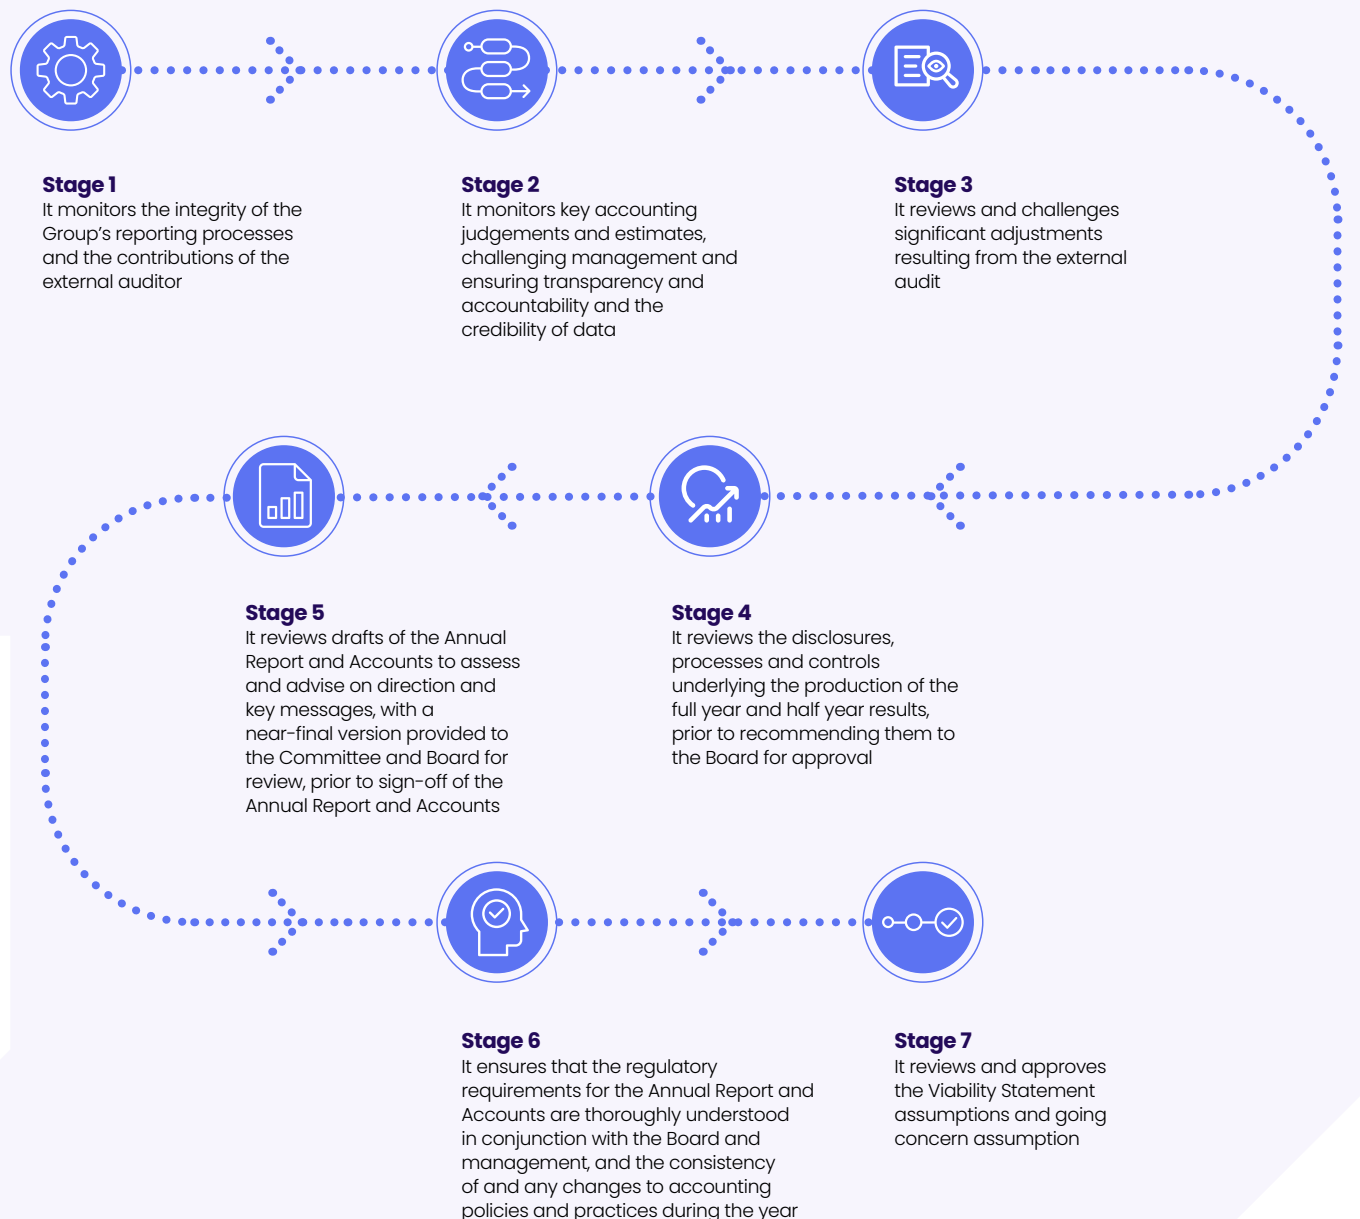 Stage 1
It monitors the integrity of the
Group’s reporting processes
and the contributions of the
external auditor
Stage 2
It monitors key accounting
judgements and estimates,
challenging management and
ensuring transparency and
accountability and the
credibility of data
Stage 3
It reviews and challenges
significant adjustments
resulting from the external
audit
Stage 4
It reviews the disclosures,
processes and controls
underlying the production of the
full year and half year results,
prior to recommending them to
the Board for approval
Stage 5
It reviews drafts of the Annual
Report and Accounts to assess
and advise on direction and
key messages, with a
near-final version provided to
the Committee and Board for
review, prior to sign-off of the
Annual Report and Accounts
Stage 6
It ensures that the regulatory
requirements for the Annual Report and
Accounts are thoroughly understood
in conjunction with the Board and
management, and the consistency
of and any changes to accounting
policies and practices during the year
Stage 7
It reviews and approves
the Viability Statement
assumptions and going
concern assumption